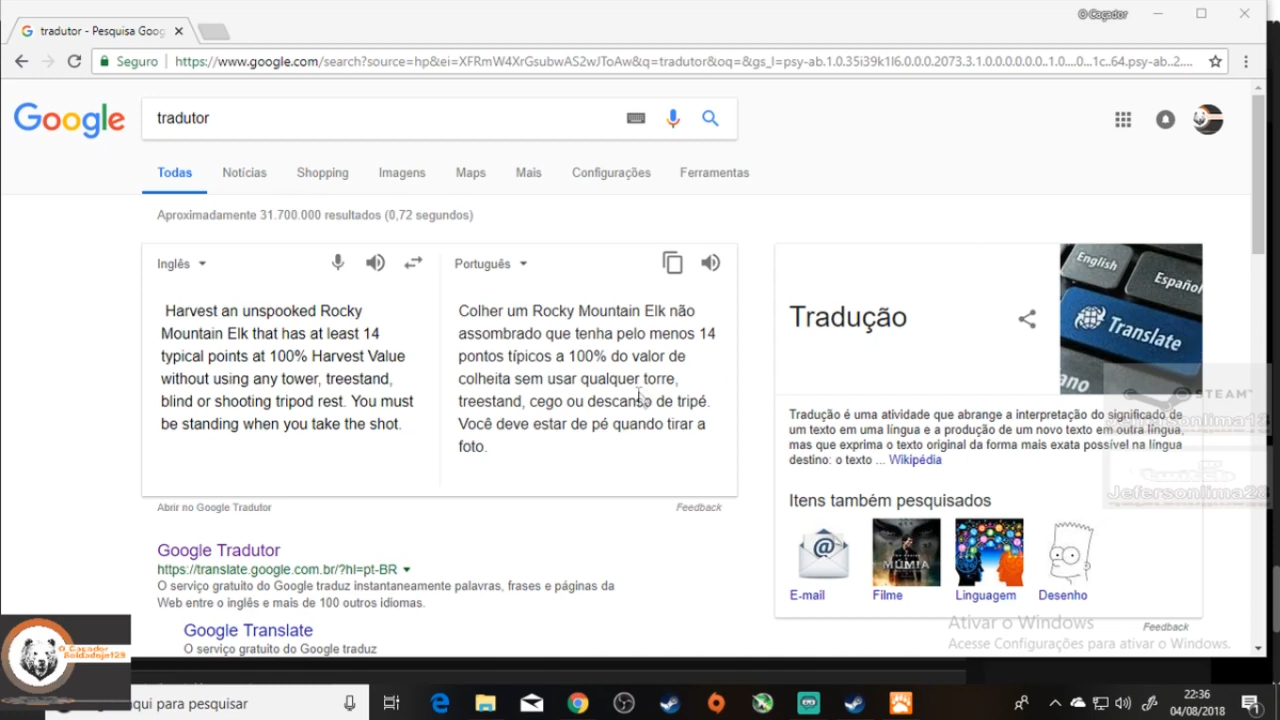 O Caçador
tradutor - Pesquisa Goog
Seguro
https://www.google.com/search?source=hp&ei=XFRmW4XrGsubwAS2wJToAw&q=tradutor&oq=&gs_l=psy-ab.1.0.35i39k1l6.0.0.0.2073.3.1.0.0.0.0.0.0..1.0....0...1c..64.psy-ab..2....
Google
tradutor
Todas Notícias Shopping Imagens Maps Mais Configurações Ferramentas
Aproximadamente 31.700.000 resultados (0,72 segundos)
Inglês
Harvest an unspooked Rocky
Mountain Elk that has at least 14
typical points at 100% Harvest Value
without using any tower, treestand,
blind or shooting tripod rest. You must
be standing when you take the shot.
Português
Colher um Rocky Mountain Elk não
assombrado que tenha pelo menos 14
pontos típicos a 100% do valor de
colheita sem usar qualquer torre,
treestand, cego ou descanso de tripé.
Você deve estar de pé quando tirar a
foto.
Abrir no Google Tradutor
Feedback
Google Tradutor
https://translate.google.com.br/?hl=pt-BR
O serviço gratuito do Google traduz instantaneamente palavras, frases e páginas da
Web entre o inglês e mais de 100 outros idiomas.
Google Translate
O serviço gratuito do Google traduz
Tradução
English
Español
Translate
ano
STEAM
Tradução é uma atividade que abrange a interpretação do significado de
um texto em uma língua e a produção de um novo texto em outra língua,
mas que exprima o texto original da forma mais exata possível na língua
destino: o texto ... Wikipédia
Jefersonlima28
Itens também pesquisados
MÚMIA
E-mail Filme Linguagem Desenho
Feedback
Ativar o Windows
Acesse Configurações para ativar o Windows.
O Caçador
Soldadojn123
qui para pesquisar
22:36
04/08/2018
1